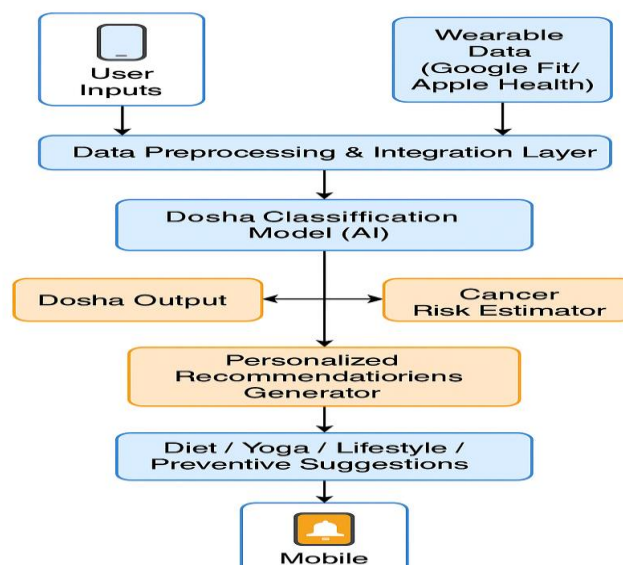 User
Inputs
Wearable
Data
(Google Fit/
Apple Health)
Data Preprocessing & Integration Layer
Dosha Classiffication
Model (AI)
Dosha Output
Cancer
Risk Estimator
Personalized
Recommendatioriens
Generator
Diet / Yoga / Lifestyle /
Preventive Suggestions
Mobile